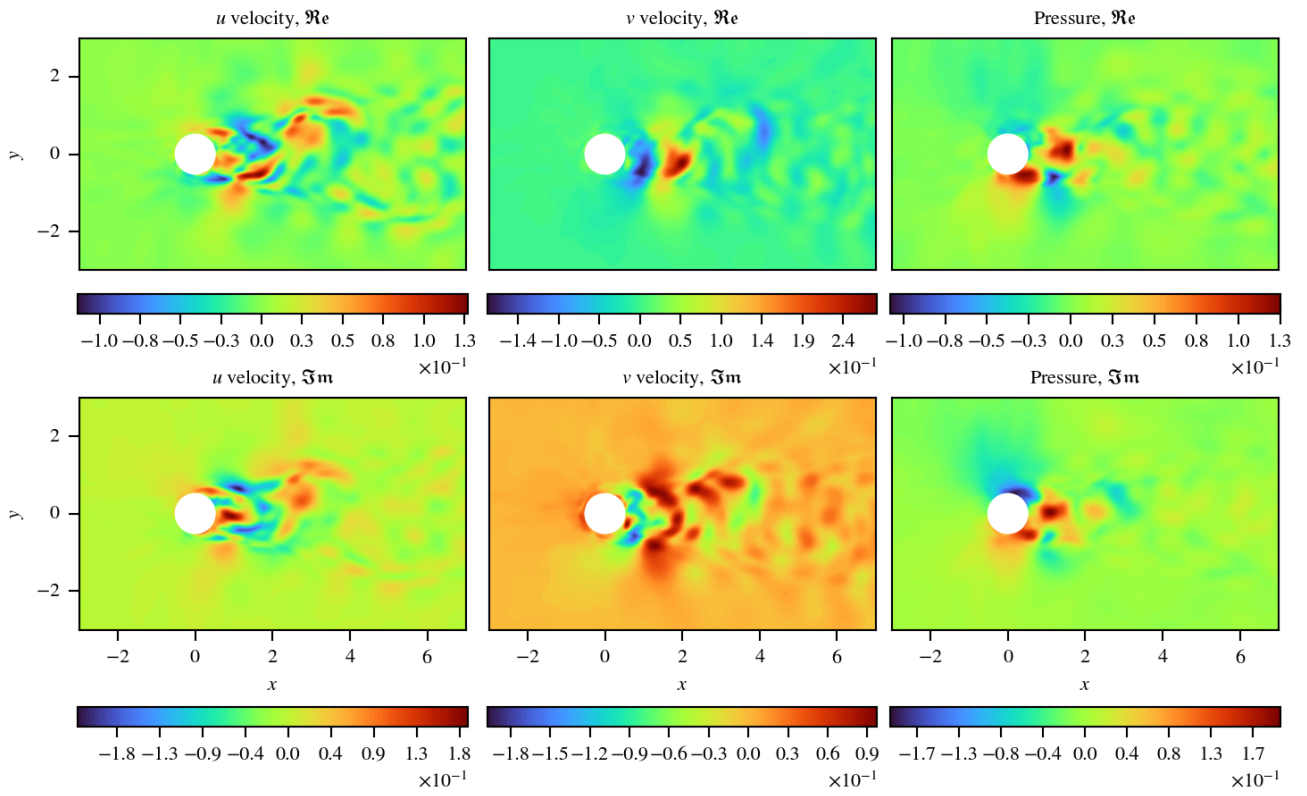 u velocity, ℜ𝔢 v velocity, ℜ𝔢 Pressure, ℜ𝔢
y
2
0
−2
−1.0 −0.8 −0.5 −0.3 0.0 0.3 0.5 0.8 1.0 1.3
×10⁻¹
−1.4 −1.0 −0.5 0.0 0.5 1.0 1.4 1.9 2.4
×10⁻¹
−1.0 −0.8 −0.5 −0.3 0.0 0.3 0.5 0.8 1.0 1.3
×10⁻¹
u velocity, ℑ𝔪 v velocity, ℑ𝔪 Pressure, ℑ𝔪
y
2
0
−2
−2 0 2 4 6
x
−2 0 2 4 6
x
−2 0 2 4 6
x
−1.8 −1.3 −0.9 −0.4 0.0 0.4 0.9 1.3 1.8
×10⁻¹
−1.8 −1.5 −1.2 −0.9 −0.6 −0.3 0.0 0.3 0.6 0.9
×10⁻¹
−1.7 −1.3 −0.8 −0.4 0.0 0.4 0.8 1.3 1.7
×10⁻¹